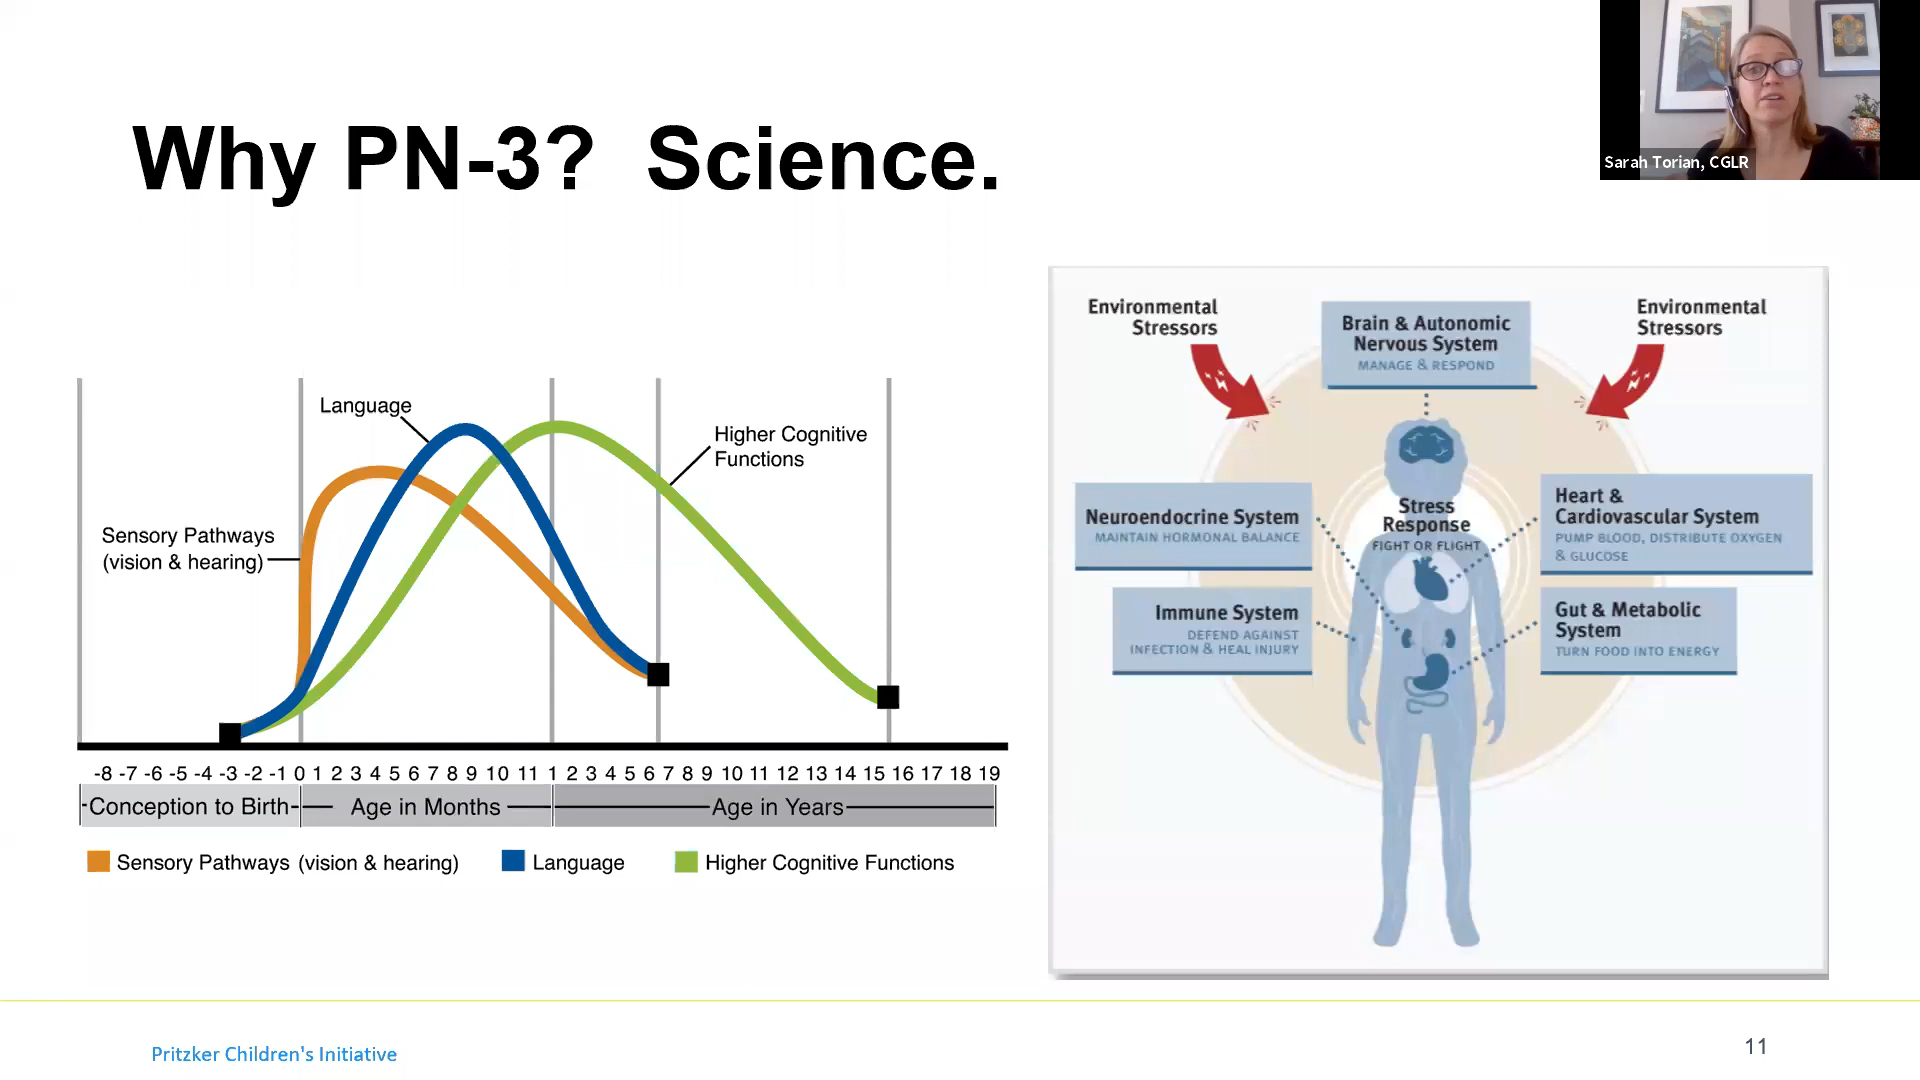 Why PN-3? Science.
Sarah Torian, CGLR
Language
Higher Cognitive
Functions
Sensory Pathways
(vision & hearing)
-8 -7 -6 -5 -4 -3 -2 -1 0 1 2 3 4 5 6 7 8 9 10 11 1 2 3 4 5 6 7 8 9 10 11 12 13 14 15 16 17 18 19
Conception to Birth
Age in Months
Age in Years
Sensory Pathways (vision & hearing)
Language
Higher Cognitive Functions
Environmental
Stressors
Brain & Autonomic
Nervous System
MANAGE & RESPOND
Environmental
Stressors
Neuroendocrine System
MAINTAIN HORMONAL BALANCE
Stress
Response
FIGHT OR FLIGHT
Heart &
Cardiovascular System
PUMP BLOOD, DISTRIBUTE OXYGEN
& GLUCOSE
Immune System
DEFEND AGAINST
INFECTION & HEAL INJURY
Gut & Metabolic
System
TURN FOOD INTO ENERGY
Pritzker Children's Initiative
11